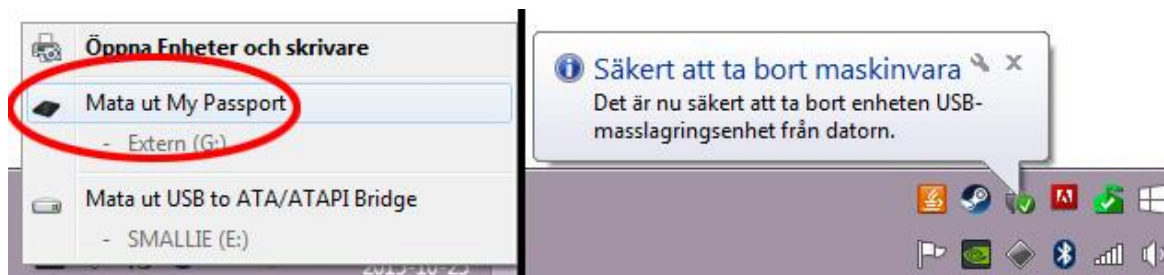 Öppna Enheter och skrivare
Mata ut My Passport
- Extern (G:)
Mata ut USB to ATA/ATAPI Bridge
- SMALLIE (E:)
Säkert att ta bort maskinvara
Det är nu säkert att ta bort enheten USB-
masslagringsenhet från datorn.